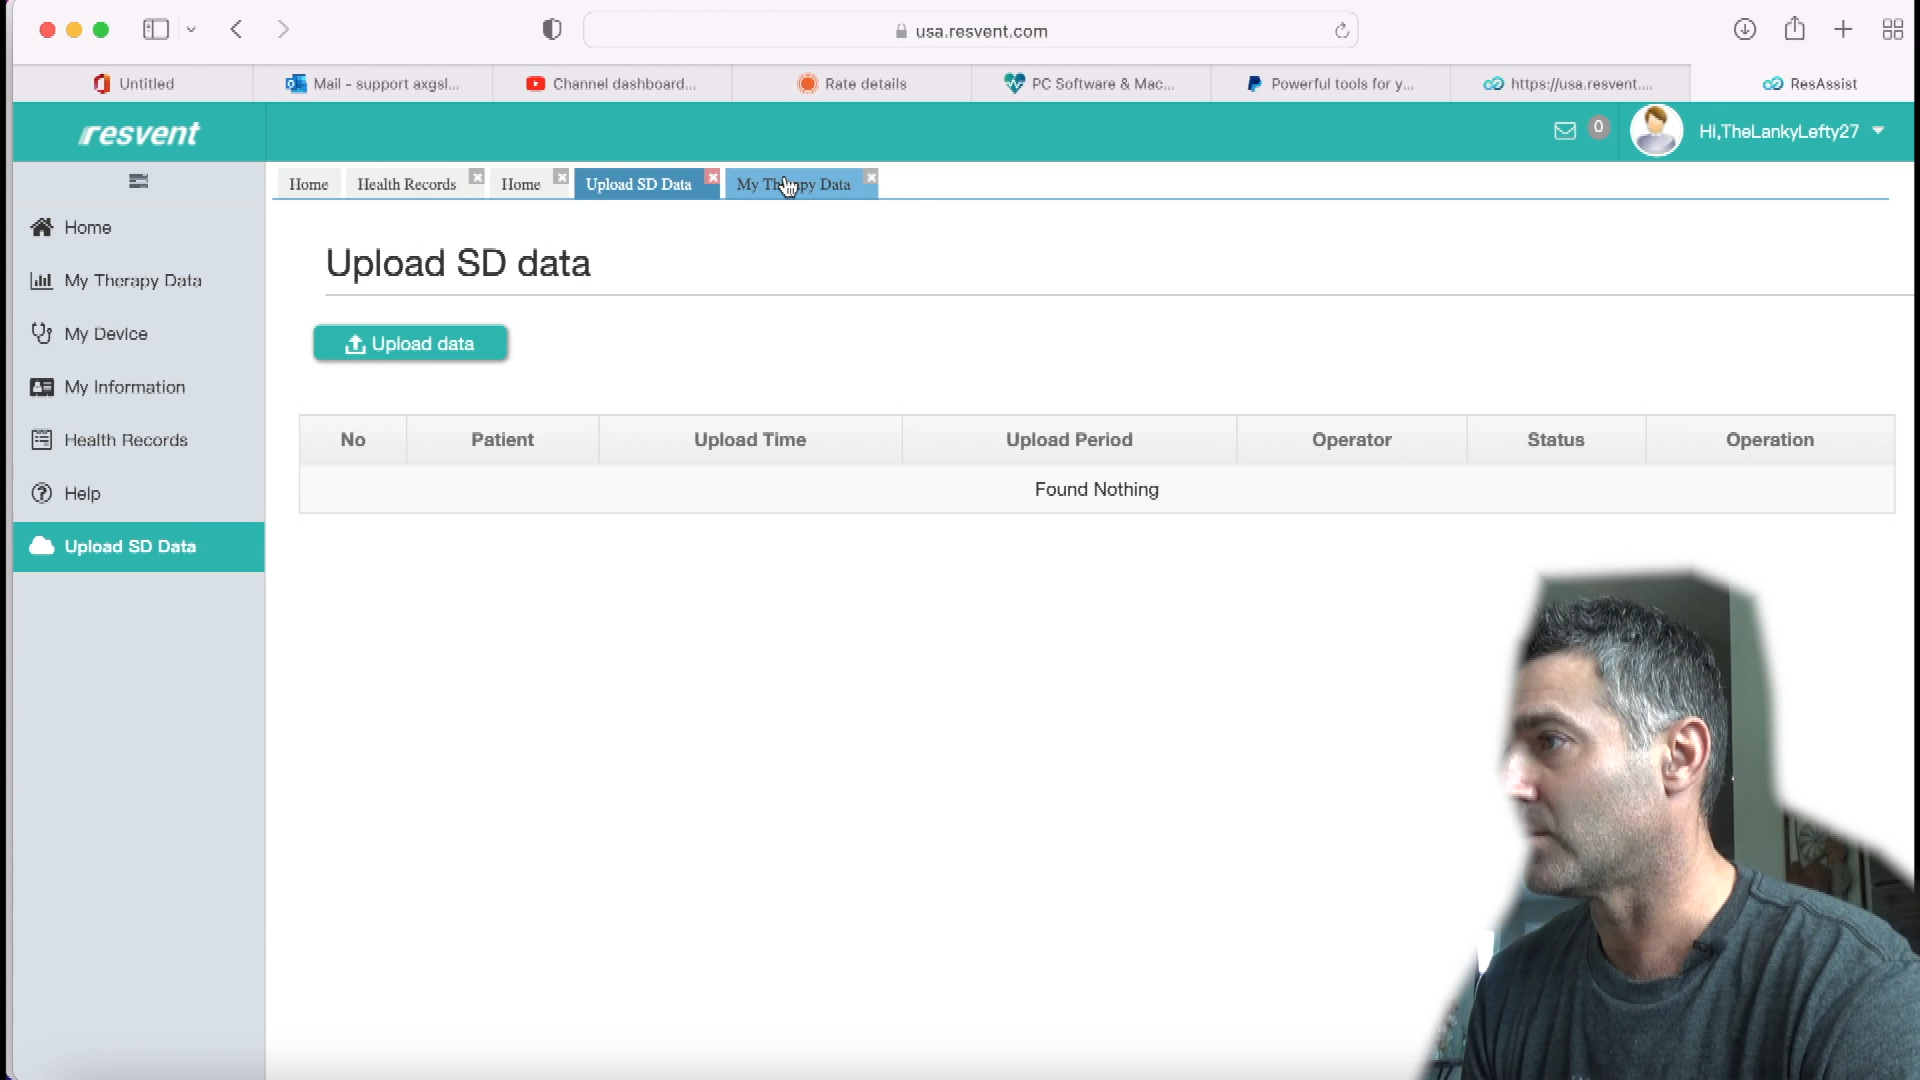 usa.resvent.com
Untitled
Mail - support axgsl...
Channel dashboard...
Rate details
PC Software & Mac...
Powerful tools for y...
https://usa.resvent....
ResAssist
resvent
0
HI,TheLankyLefty27
Home
Health Records
Home
Upload SD Data
My Therapy Data
Home
My Therapy Data
My Device
My Information
Health Records
Help
Upload SD Data
Upload SD data
Upload data
No
Patient
Upload Time
Upload Period
Operator
Status
Operation
Found Nothing